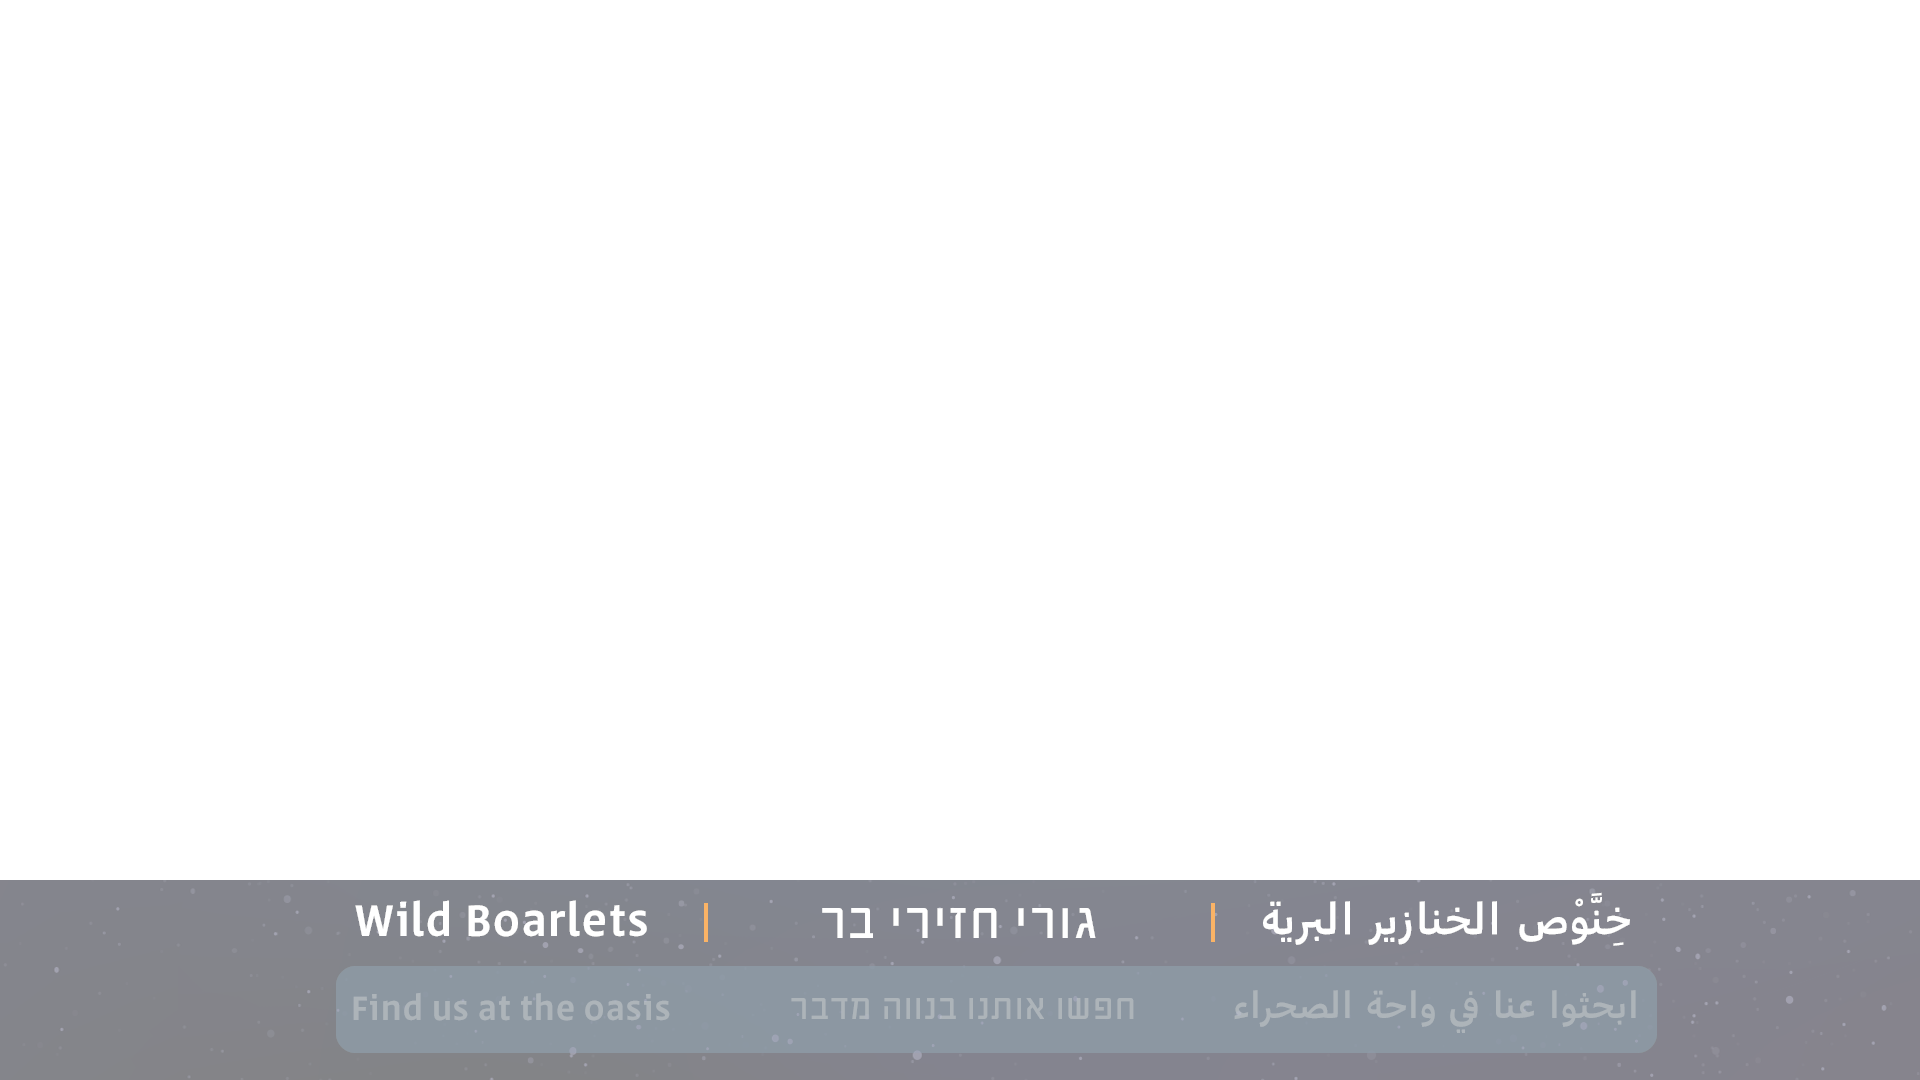 Wild Boarlets | גורי חזירי בר | خِنَّوْص الخنازير البرية
Find us at the oasis חפשו אותנו בנווה מדבר ابحثوا عنا في واحة الصحراء